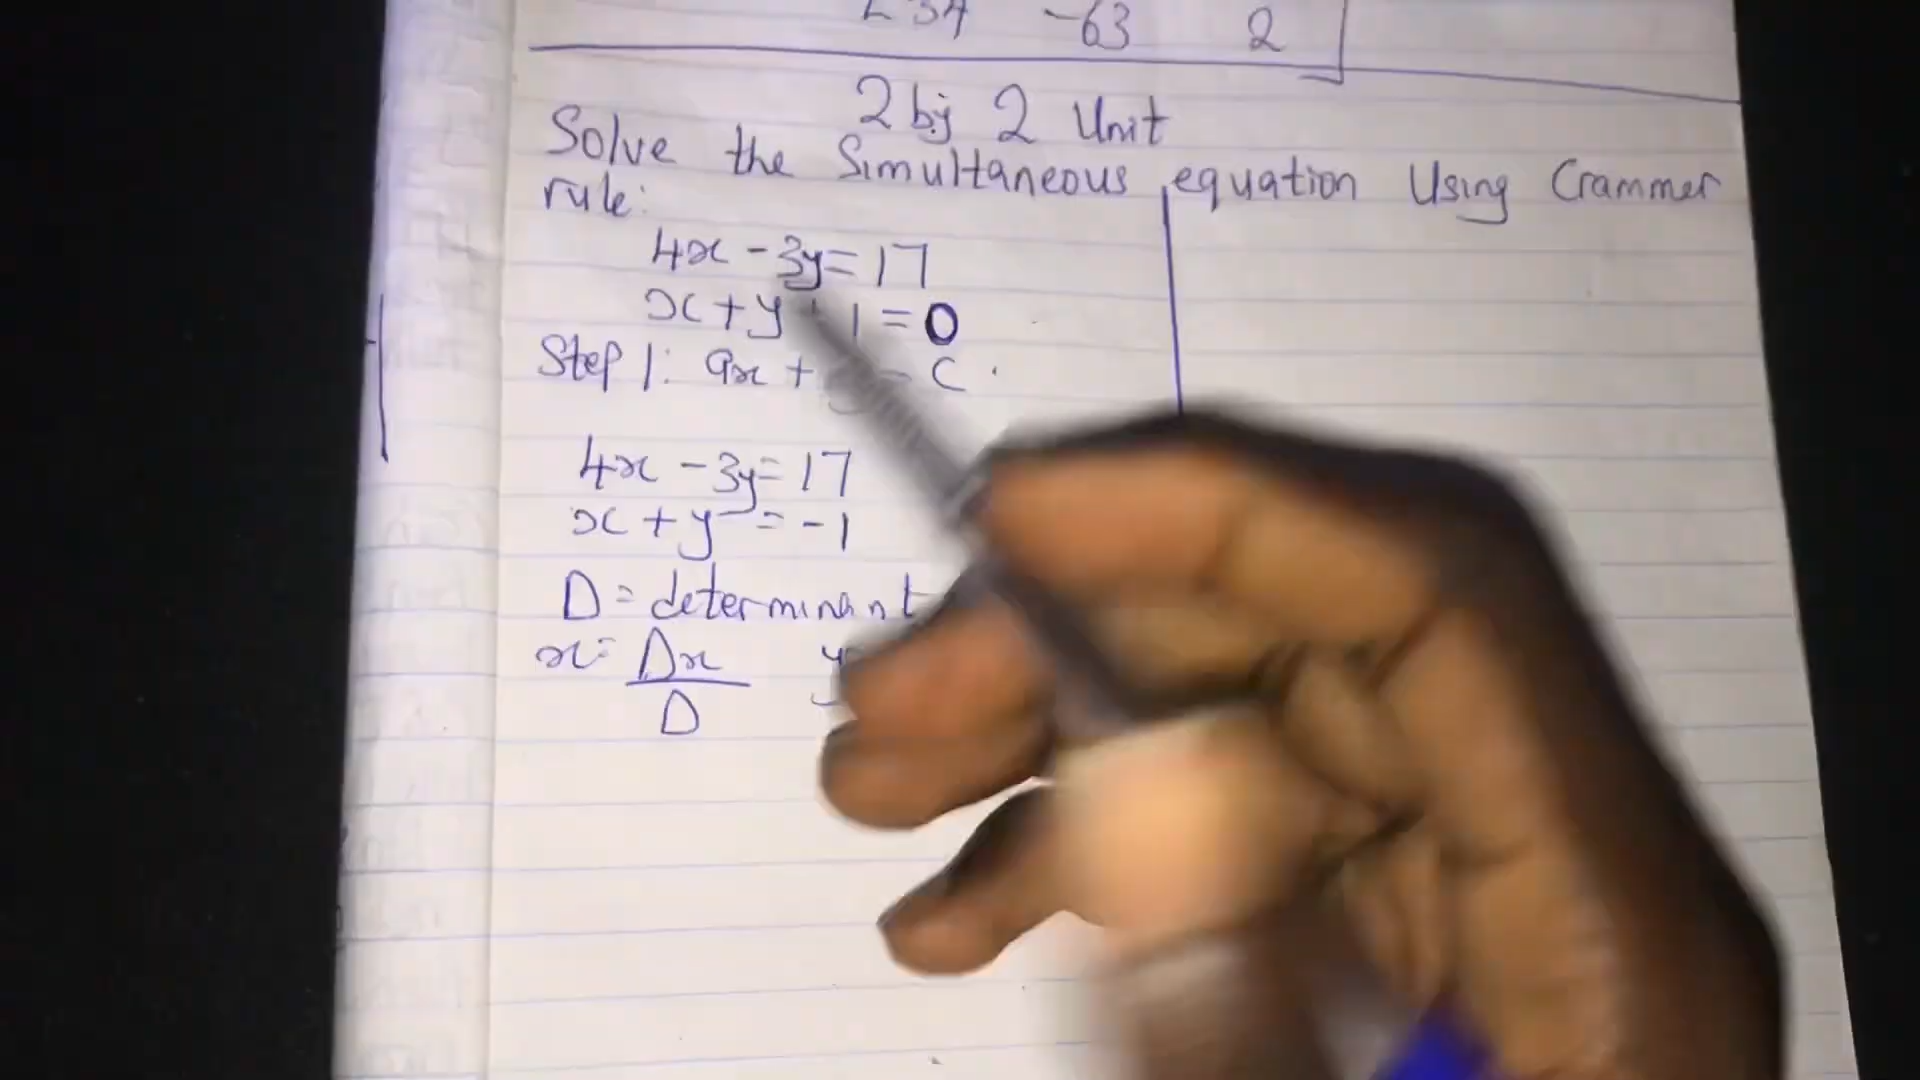 -63 2
2 by 2 Unit
Solve the Simultaneous equation Using Crammer
rule:
4x - 3y = 17
x + y + 1 = 0
Step 1: ax + = C
4x - 3y = 17
x + y = -1
D = determinant
x = Dx y
D